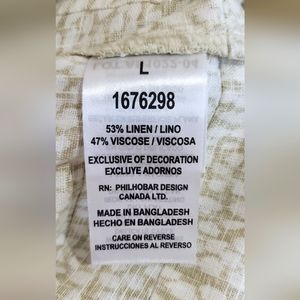 L
1676298
53% LINEN / LINO
47% VISCOSE / VISCOSA
EXCLUSIVE OF DECORATION
EXCLUYE ADORNOS
RN: PHILHOBAR DESIGN
CANADA LTD.
MADE IN BANGLADESH
HECHO EN BANGLADESH
CARE ON REVERSE
INSTRUCCIONES AL REVERSO